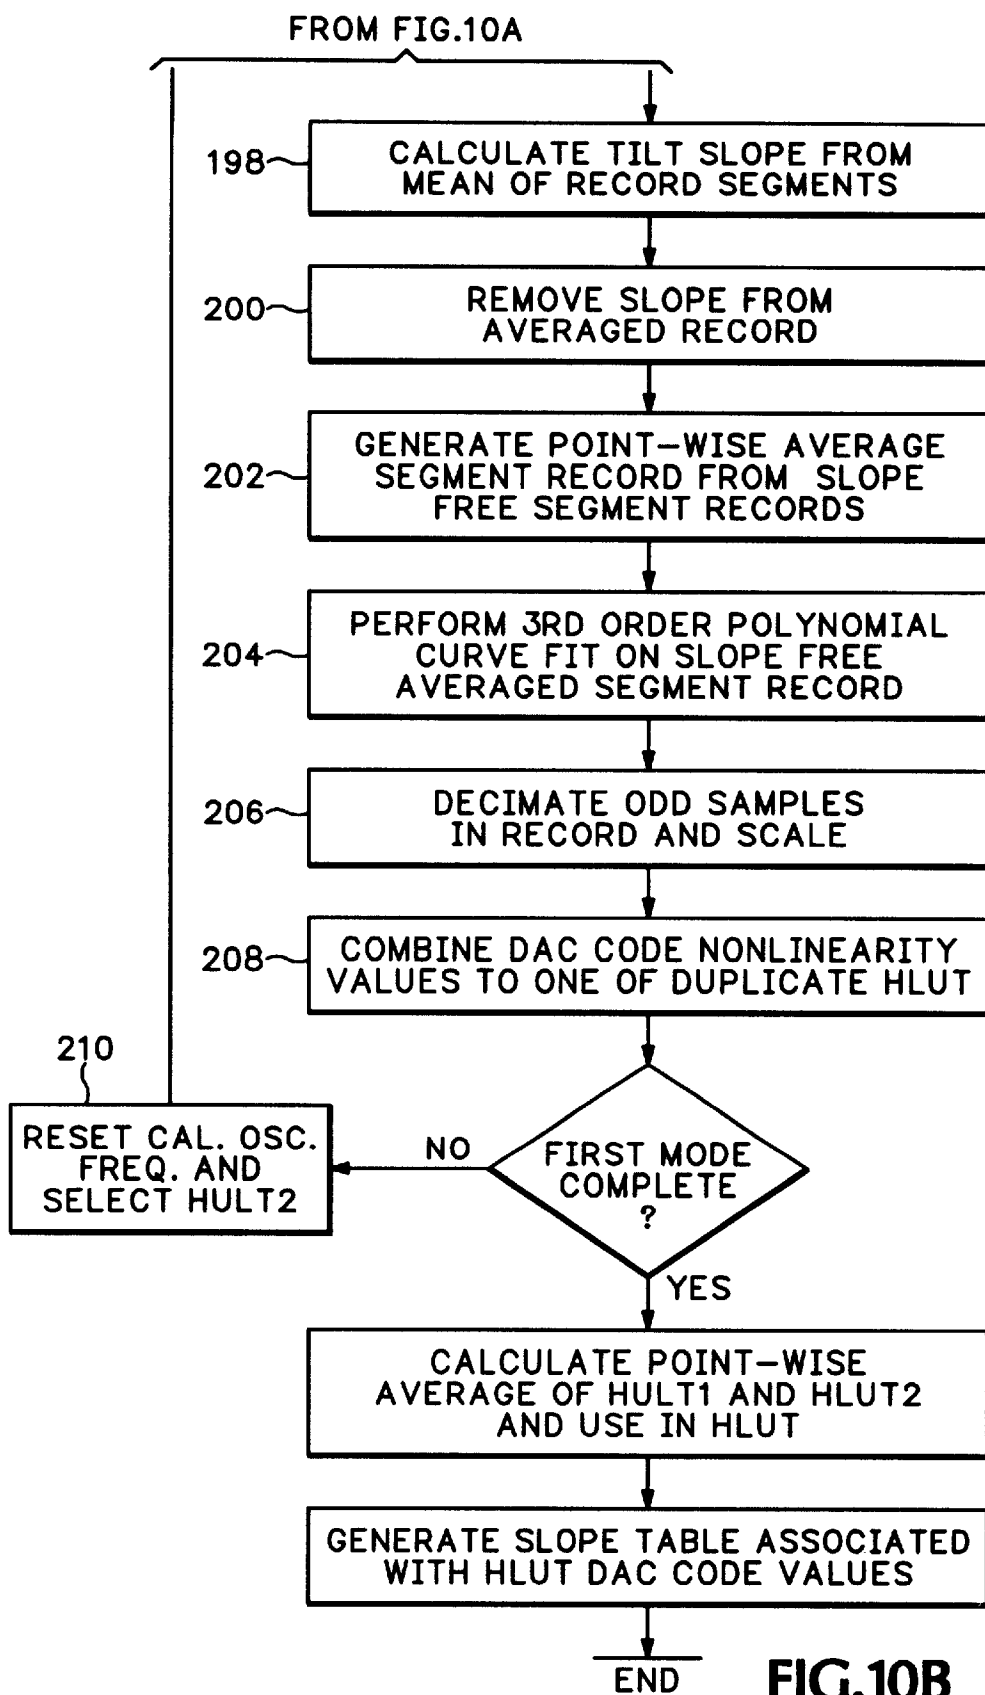 FROM FIG.10A
198
CALCULATE TILT SLOPE FROM
MEAN OF RECORD SEGMENTS
200
REMOVE SLOPE FROM
AVERAGED RECORD
202
GENERATE POINT-WISE AVERAGE
SEGMENT RECORD FROM SLOPE
FREE SEGMENT RECORDS
204
PERFORM 3RD ORDER POLYNOMIAL
CURVE FIT ON SLOPE FREE
AVERAGED SEGMENT RECORD
206
DECIMATE ODD SAMPLES
IN RECORD AND SCALE
208
COMBINE DAC CODE NONLINEARITY
VALUES TO ONE OF DUPLICATE HLUT
210
RESET CAL. OSC.
FREQ. AND
SELECT HULT2
NO
FIRST MODE
COMPLETE
?
YES
CALCULATE POINT-WISE
AVERAGE OF HULT1 AND HLUT2
AND USE IN HLUT
GENERATE SLOPE TABLE ASSOCIATED
WITH HLUT DAC CODE VALUES
END
FIG.10B